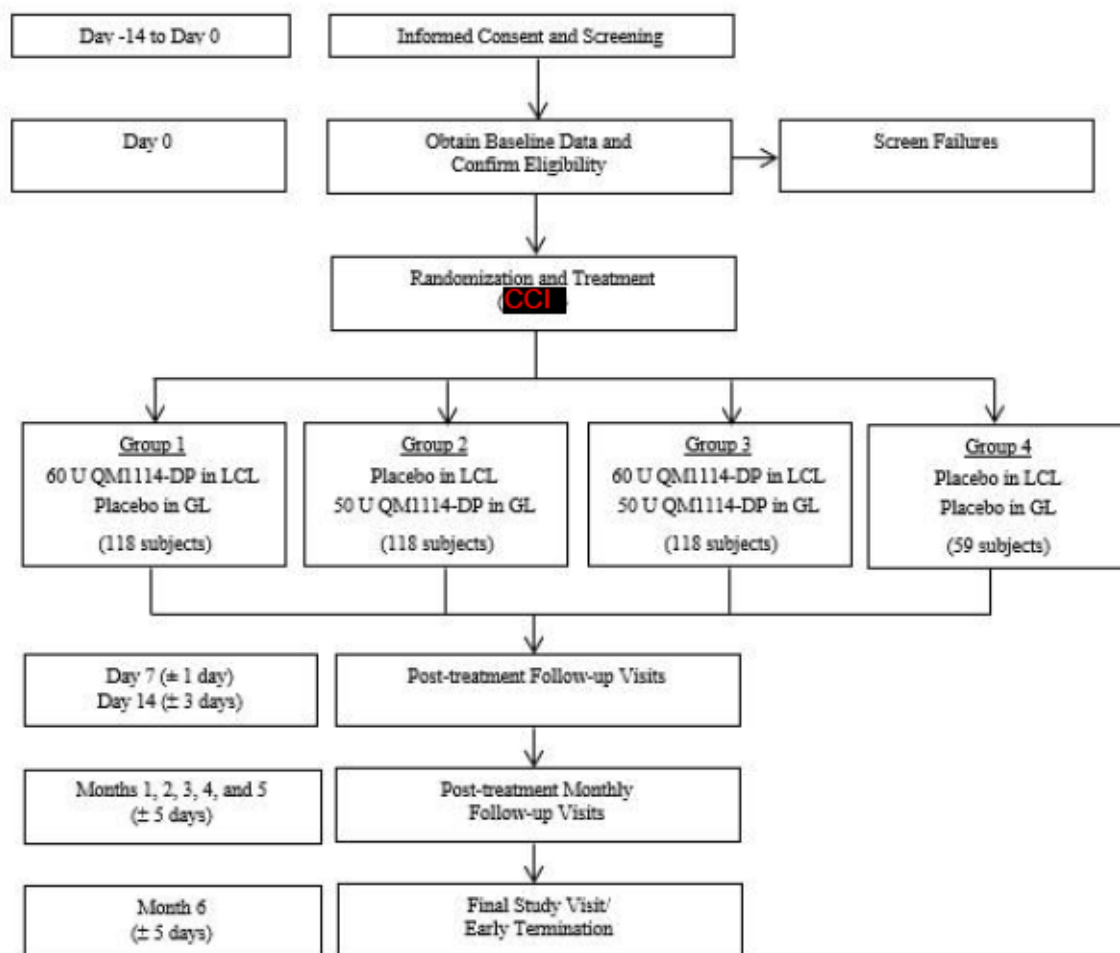 Day -14 to Day 0
Informed Consent and Screening
Day 0
Obtain Baseline Data and
Confirm Eligibility
Screen Failures
Randomization and Treatment
(CCI
Group 1
60 U QM1114-DP in LCL
Placebo in GL
(118 subjects)
Group 2
Placebo in LCL
50 U QM1114-DP in GL
(118 subjects)
Group 3
60 U QM1114-DP in LCL
50 U QM1114-DP in GL
(118 subjects)
Group 4
Placebo in LCL
Placebo in GL
(59 subjects)
Day 7 (± 1 day)
Day 14 (± 3 days)
Post-treatment Follow-up Visits
Months 1, 2, 3, 4, and 5
(± 5 days)
Post-treatment Monthly
Follow-up Visits
Month 6
(± 5 days)
Final Study Visit/
Early Termination